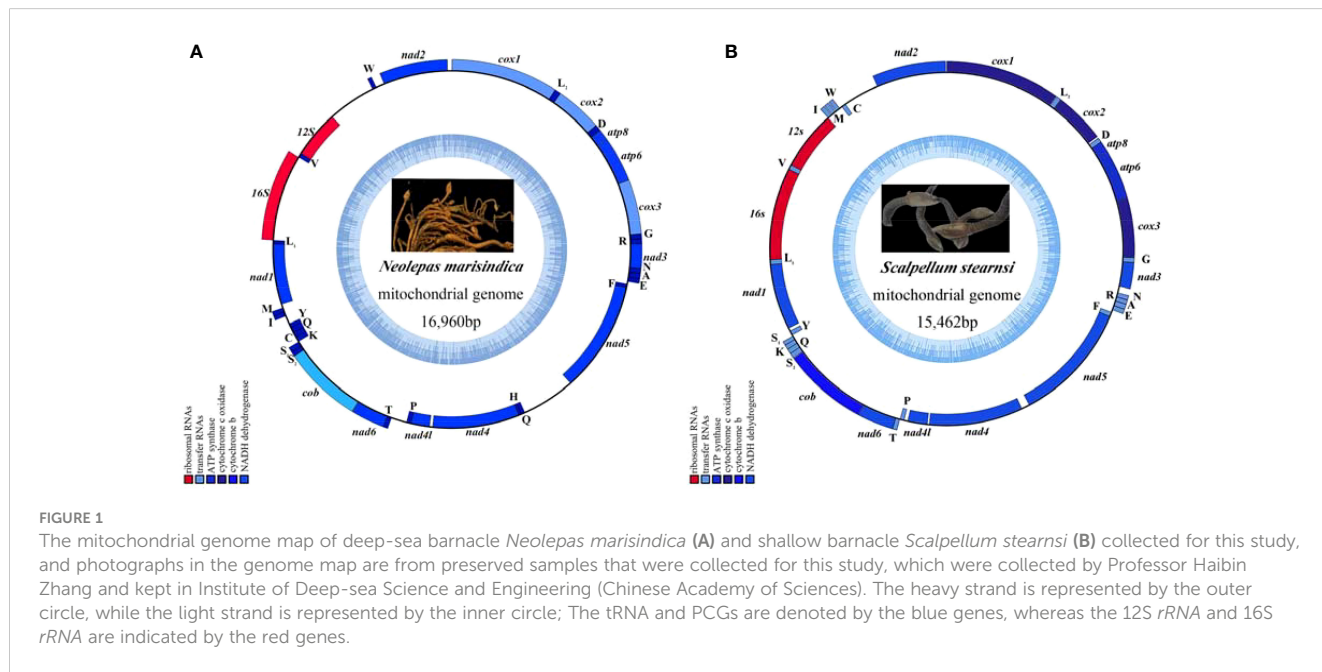 A
nad2
cox1
W
L₁
cox2
D
atp8
atp6
12S
V
16S
cox3
G
R
nad3
N
A
E
F
L₁
nad1
M
I
Y
Q
K
C
S
S₁
cob
nad5
T
nad6
P
nad4l
nad4
H
Q
Neolepas marisindica
mitochondrial genome
16,960bp
ribosomal RNAs
transfer RNAs
ATP synthase
cytochrome c oxidase
cytochrome b
NADH dehydrogenase
B
nad2
cox1
W
I
C
M
L₁
cox2
D
atp8
atp6
12s
V
16s
cox3
G
nad3
R
N
A
E
F
nad5
nad1
Y
Q
K
cob
nad6
T
P
nad4l
nad4
Scalpellum stearnsi
mitochondrial genome
15,462bp
ribosomal RNAs
transfer RNAs
ATP synthase
cytochrome c oxidase
cytochrome b
NADH dehydrogenase
FIGURE 1
The mitochondrial genome map of deep-sea barnacle Neolepas marisindica (A) and shallow barnacle Scalpellum stearnsi (B) collected for this study,
and photographs in the genome map are from preserved samples that were collected for this study, which were collected by Professor Haibin
Zhang and kept in Institute of Deep-sea Science and Engineering (Chinese Academy of Sciences). The heavy strand is represented by the outer
circle, while the light strand is represented by the inner circle; The tRNA and PCGs are denoted by the blue genes, whereas the 12S rRNA and 16S
rRNA are indicated by the red genes.